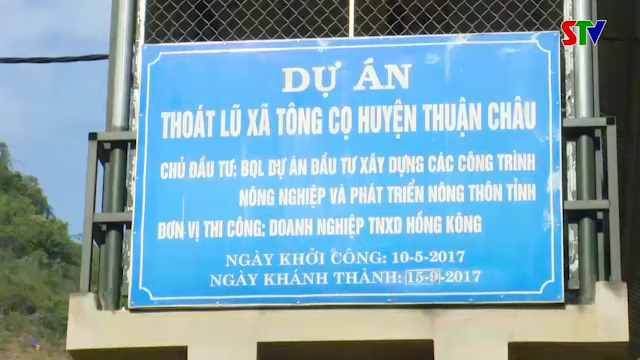 STV
DỰ ÁN
THOÁT LŨ XÃ TÔNG CỌ HUYỆN THUẬN CHÂU
CHỦ ĐẦU TƯ: BQL DỰ ÁN ĐẦU TƯ XÂY DỰNG CÁC CÔNG TRÌNH
NÔNG NGHIỆP VÀ PHÁT TRIỂN NÔNG THÔN TỈNH
ĐƠN VỊ THI CÔNG: DOANH NGHIỆP TNXD HỒNG KÔNG
NGÀY KHỞI CÔNG: 10-5-2017
NGÀY KHÁNH THÀNH: 15-9-2017